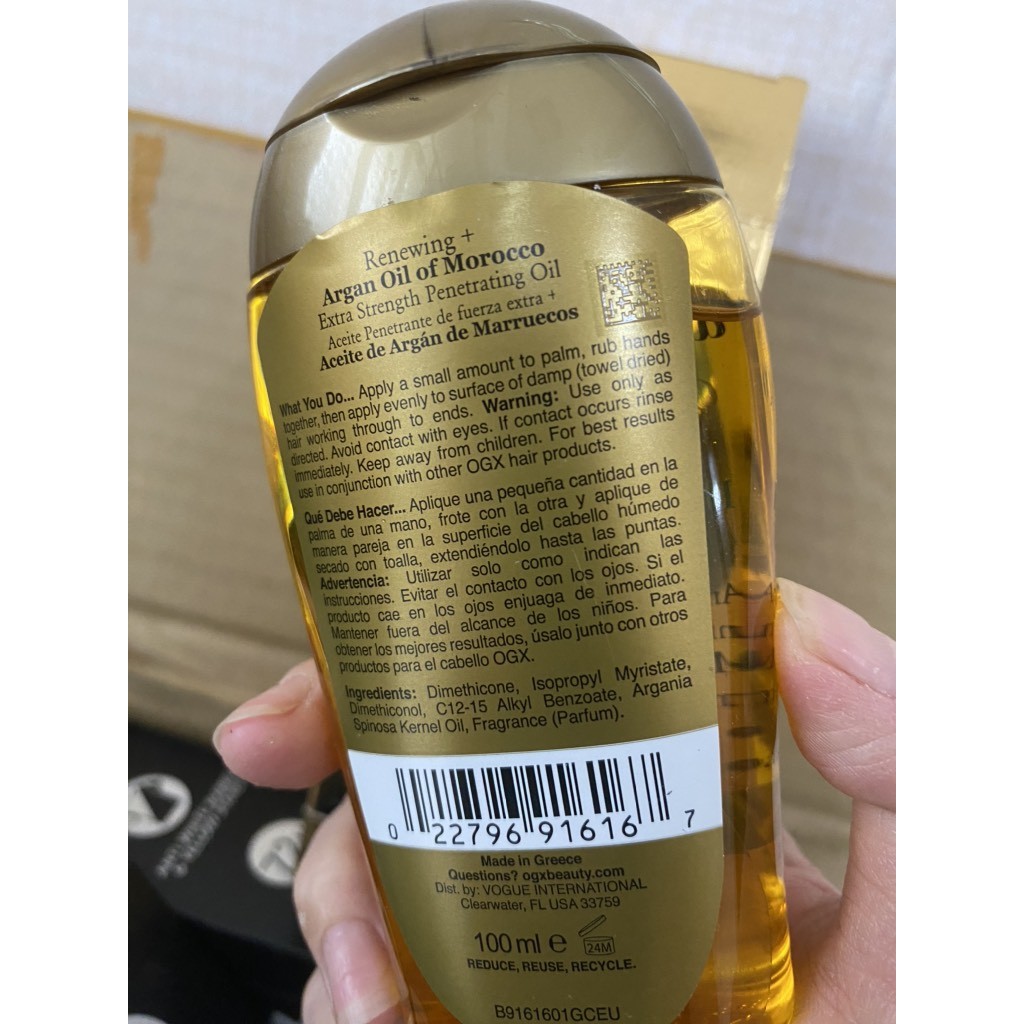 Renewing +
Argan Oil of Morocco
Extra Strength Penetrating Oil
Aceite Penetrante de fuerza extra +
Aceite de Argán de Marruecos
What You Do... Apply a small amount to palm, rub hands
together, then apply evenly to surface of damp (towel dried)
hair working through to ends. Warning: Use only as
directed. Avoid contact with eyes. If contact occurs rinse
immediately. Keep away from children. For best results
use in conjunction with other OGX hair products.
Qué Debe Hacer... Aplique una pequeña cantidad en la
palma de una mano, frote con la otra y aplique de
manera pareja en la superficie del cabello húmedo
secado con toalla, extendiéndolo hasta las puntas.
Advertencia: Utilizar solo como indican las
instrucciones. Evitar el contacto con los ojos. Si el
producto cae en los ojos enjuaga de inmediato.
Mantener fuera del alcance de los niños. Para
obtener los mejores resultados, úsalo junto con otros
productos para el cabello OGX.
Ingredients: Dimethicone, Isopropyl Myristate,
Dimethiconol, C12-15 Alkyl Benzoate, Argania
Spinosa Kernel Oil, Fragrance (Parfum).
0 22796 91616 7
Made in Greece
Questions? ogxbeauty.com
Dist. by: VOGUE INTERNATIONAL
Clearwater, FL USA 33759
100 ml e 24M
REDUCE, REUSE, RECYCLE.
B9161601GCEU